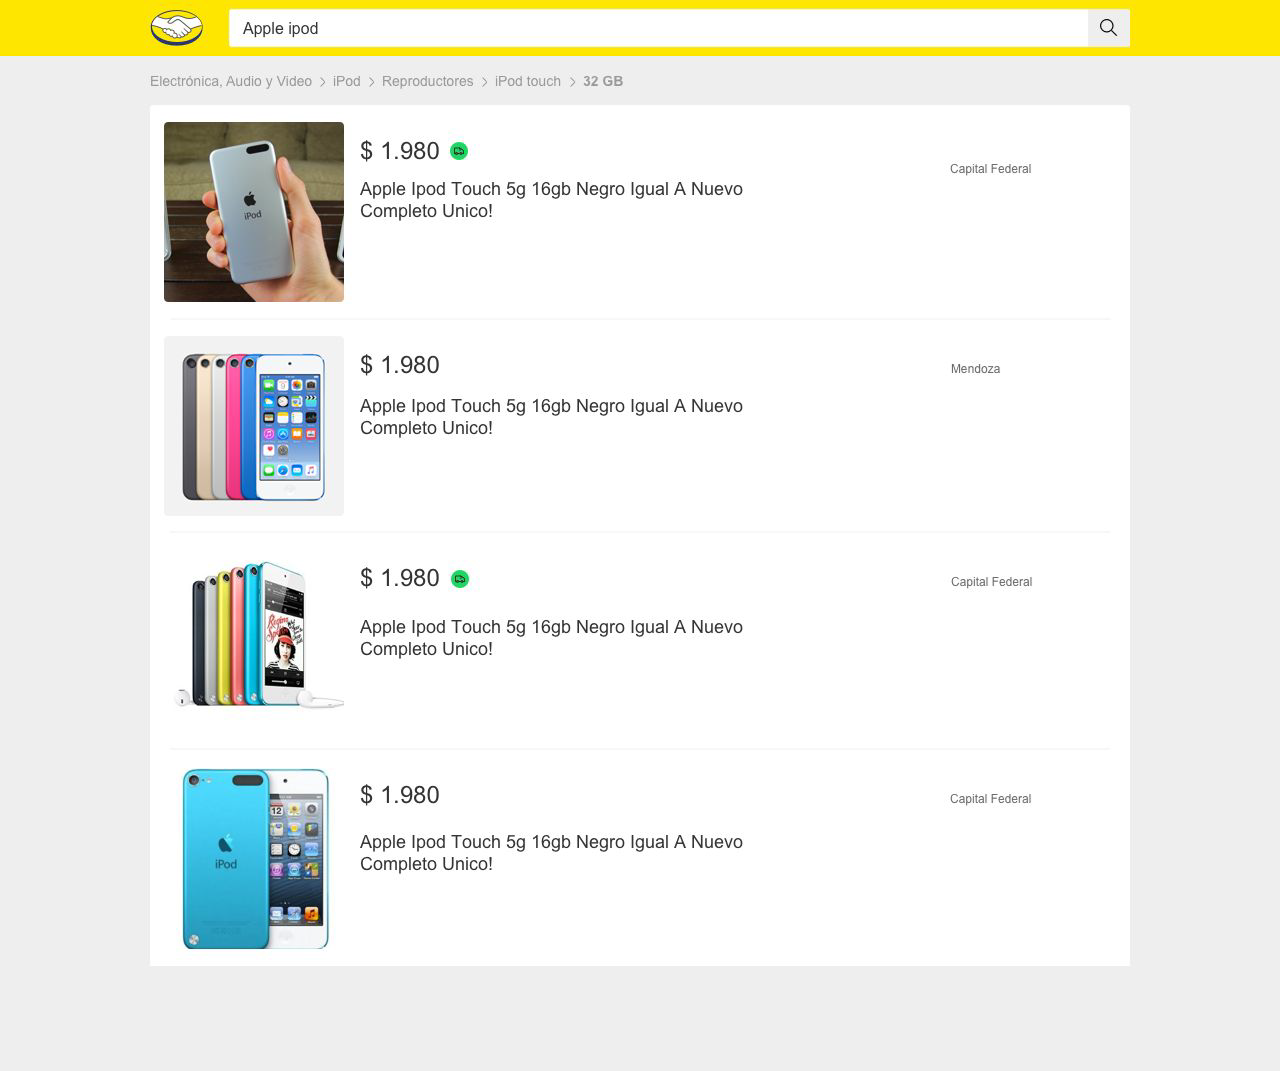 Apple ipod
Electrónica, Audio y Video > iPod > Reproductores > iPod touch > 32 GB
$ 1.980
Capital Federal
Apple Ipod Touch 5g 16gb Negro Igual A Nuevo
Completo Unico!
iPod
$ 1.980
Mendoza
Apple Ipod Touch 5g 16gb Negro Igual A Nuevo
Completo Unico!
$ 1.980
Capital Federal
Apple Ipod Touch 5g 16gb Negro Igual A Nuevo
Completo Unico!
$ 1.980
Capital Federal
Apple Ipod Touch 5g 16gb Negro Igual A Nuevo
Completo Unico!
iPod
12